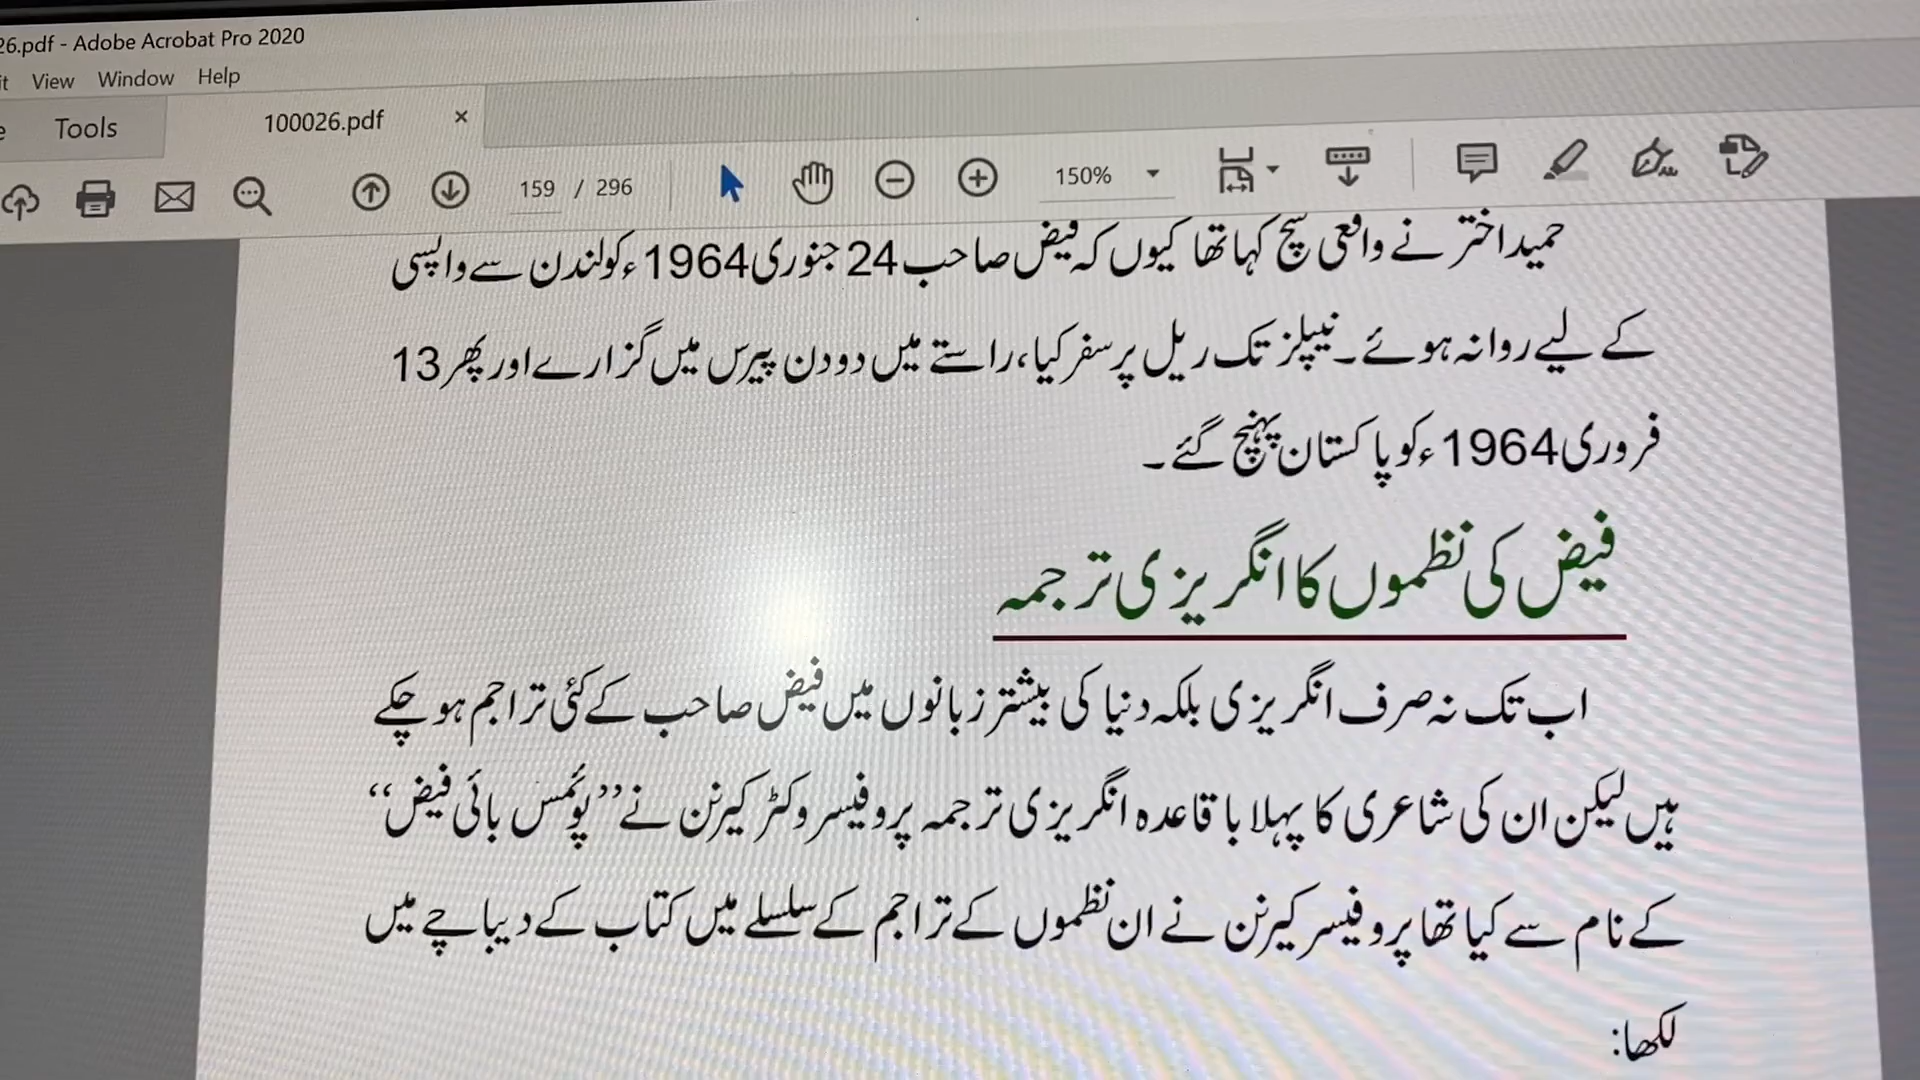 26.pdf - Adobe Acrobat Pro 2020
it View Window Help
e Tools 100026.pdf ×
159 / 296 150%
حمید اختر نے واقعی سچ کہا تھا کیوں کہ فیض صاحب 24 جنوری 1964ء کو لندن سے واپسی
کے لیے روانہ ہوئے۔ نیپلز تک ریل پر سفر کیا، راستے میں دو دن پیرس میں گزارے اور پھر 13
فروری 1964ء کو پاکستان پہنچ گئے۔
فیض کی نظموں کا انگریزی ترجمہ
اب تک نہ صرف انگریزی بلکہ دنیا کی بیشتر زبانوں میں فیض صاحب کے کئی تراجم ہو چکے
ہیں لیکن ان کی شاعری کا پہلا باقاعدہ انگریزی ترجمہ پروفیسر وکٹر کیرنن نے ”پوئمس بائی فیض“
کے نام سے کیا تھا پروفیسر کیرنن نے ان نظموں کے تراجم کے سلسلے میں کتاب کے دیباچے میں
لکھا: